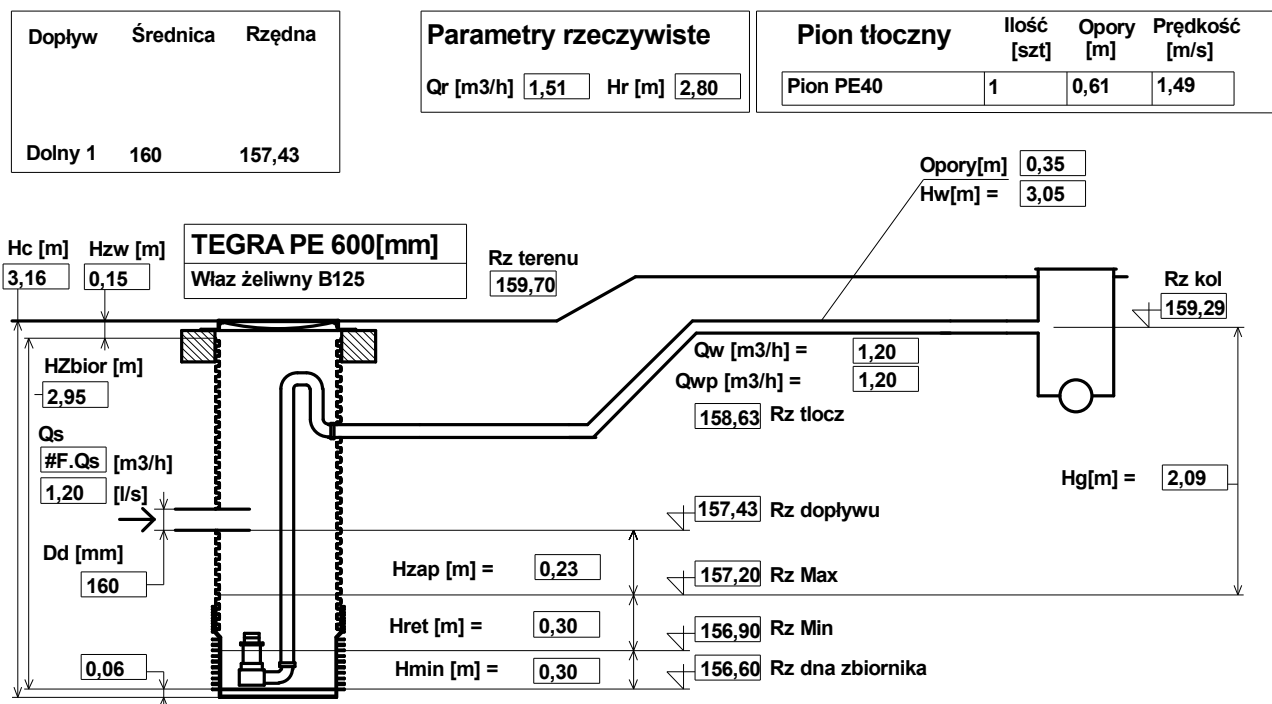 Dopływ Średnica Rzędna
Dolny 1 160 157,43
Parametry rzeczywiste
Qr [m3/h] 1,51 Hr [m] 2,80
Pion tłoczny Ilość [szt] Opory [m] Prędkość [m/s]
Pion PE40 1 0,61 1,49
Opory[m] 0,35
Hw[m] = 3,05
Hc [m] Hzw [m]
3,16 0,15
TEGRA PE 600[mm]
Właz żeliwny B125
Rz terenu
159,70
Rz kol
159,29
HZbior [m]
2,95
Qw [m3/h] = 1,20
Qwp [m3/h] = 1,20
158,63 Rz tlocz
Qs
#F.Qs [m3/h]
1,20 [l/s]
Hg[m] = 2,09
157,43 Rz dopływu
Dd [mm]
160
Hzap [m] = 0,23
157,20 Rz Max
Hret [m] = 0,30
156,90 Rz Min
0,06
Hmin [m] = 0,30
156,60 Rz dna zbiornika